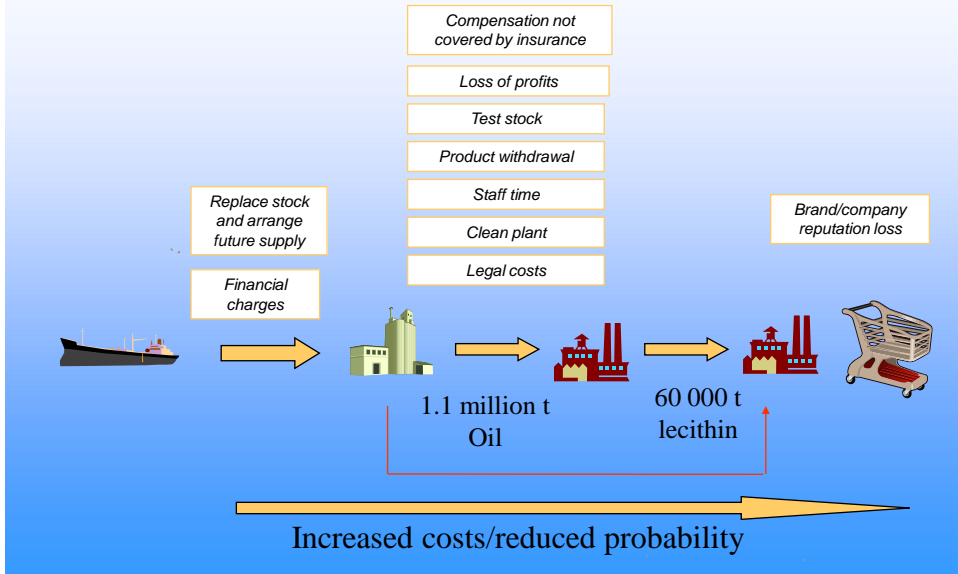 Compensation not
covered by insurance
Loss of profits
Test stock
Product withdrawal
Staff time
Clean plant
Legal costs
Replace stock
and arrange
future supply
Financial
charges
Brand/company
reputation loss
1.1 million t
Oil
60 000 t
lecithin
Increased costs/reduced probability